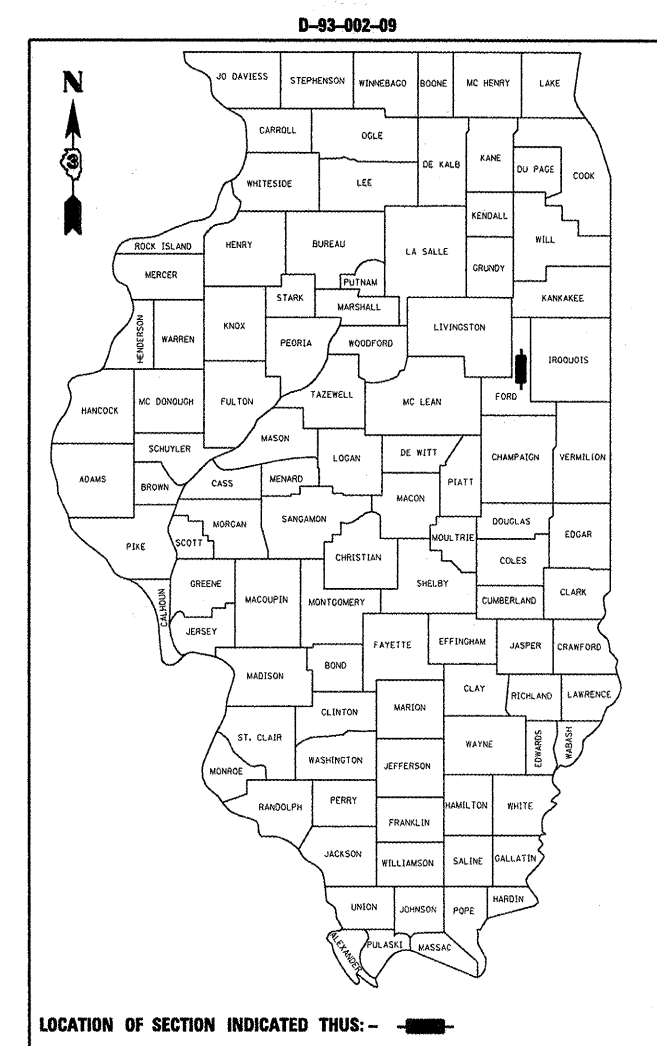 D-93-002-09
N
3
JO DAVIESS STEPHENSON WINNEBAGO BOONE MC HENRY LAKE
CARROLL OGLE
DE KALB KANE DU PAGE COOK
WHITESIDE LEE
KENDALL
ROCK ISLAND HENRY BUREAU LA SALLE WILL
MERCER GRUNDY
PUTNAM
STARK MARSHALL KANKAKEE
HENDERSON WARREN KNOX PEORIA WOODFORD LIVINGSTON IROQUOIS
HANCOCK MC DONOUGH FULTON TAZEWELL MC LEAN FORD
MASON
SCHUYLER LOGAN DE WITT CHAMPAIGN VERMILION
ADAMS BROWN CASS MENARD PIATT
MACON
PIKE SCOTT MORGAN SANGAMON DOUGLAS EDGAR
MOULTRIE
CHRISTIAN COLES
GREENE SHELBY
CALHOUN MACOUPIN MONTGOMERY CUMBERLAND CLARK
JERSEY
FAYETTE EFFINGHAM JASPER CRAWFORD
MADISON BOND
CLAY RICHLAND LAWRENCE
CLINTON MARION
ST. CLAIR WAYNE EDWARDS WABASH
WASHINGTON JEFFERSON
MONROE
RANDOLPH PERRY HAMILTON WHITE
FRANKLIN
JACKSON WILLIAMSON SALINE GALLATIN
UNION JOHNSON POPE HARDIN
ALEXANDER PULASKI MASSAC
LOCATION OF SECTION INDICATED THUS: –